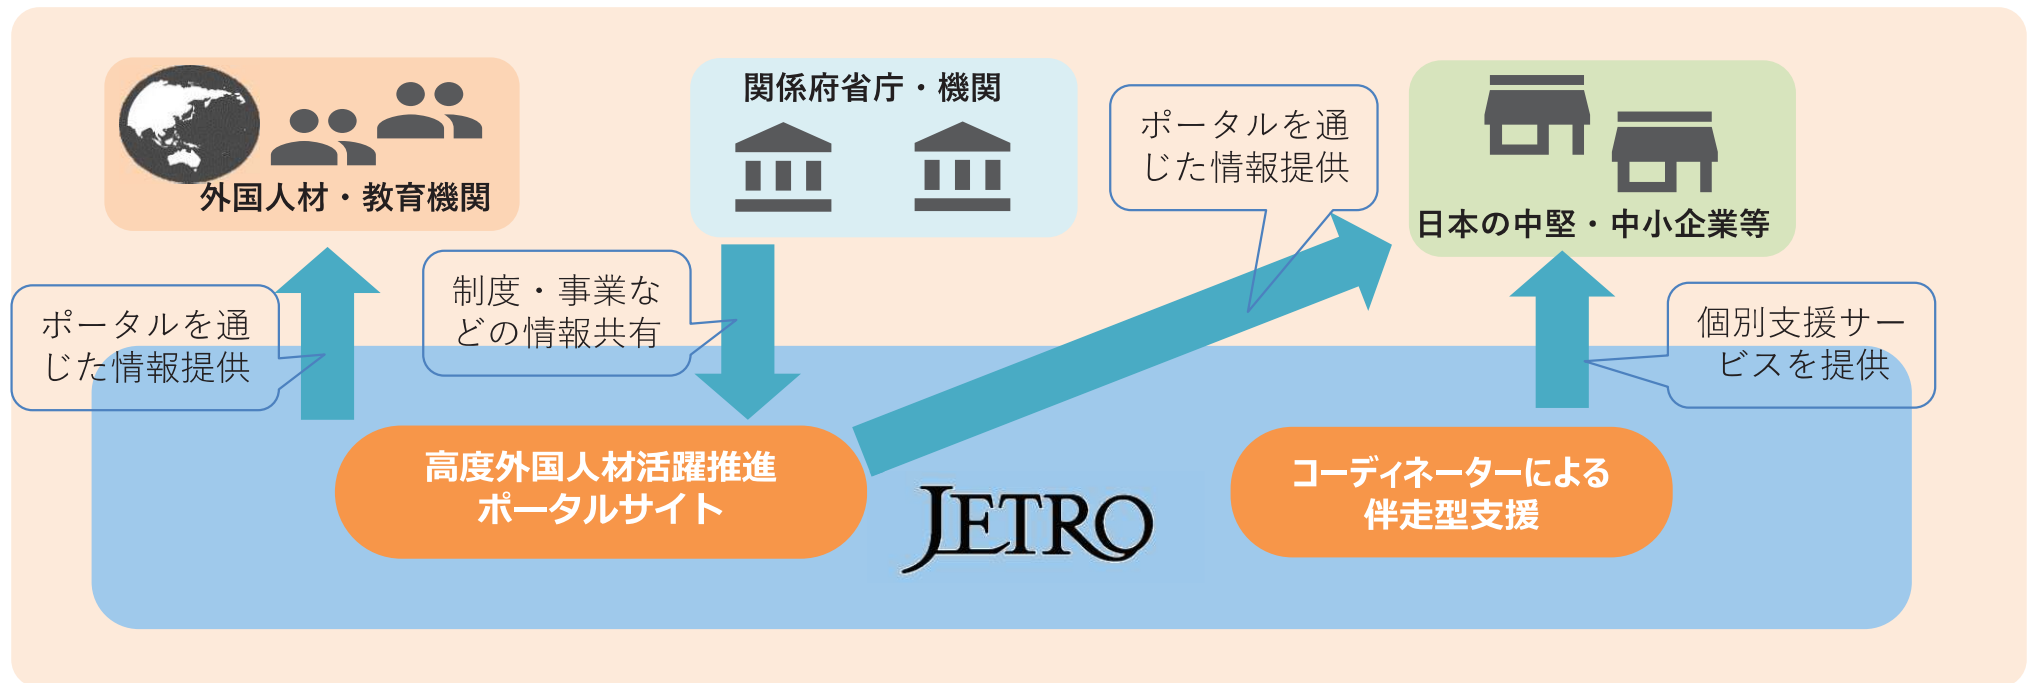 外国人材・教育機関
関係府省庁・機関
ポータルを通
じた情報提供
日本の中堅・中小企業等
ポータルを通
じた情報提供
制度・事業な
どの情報共有
個別支援サー
ビスを提供
高度外国人材活躍推進
ポータルサイト
JETRO
コーディネーターによる
伴走型支援